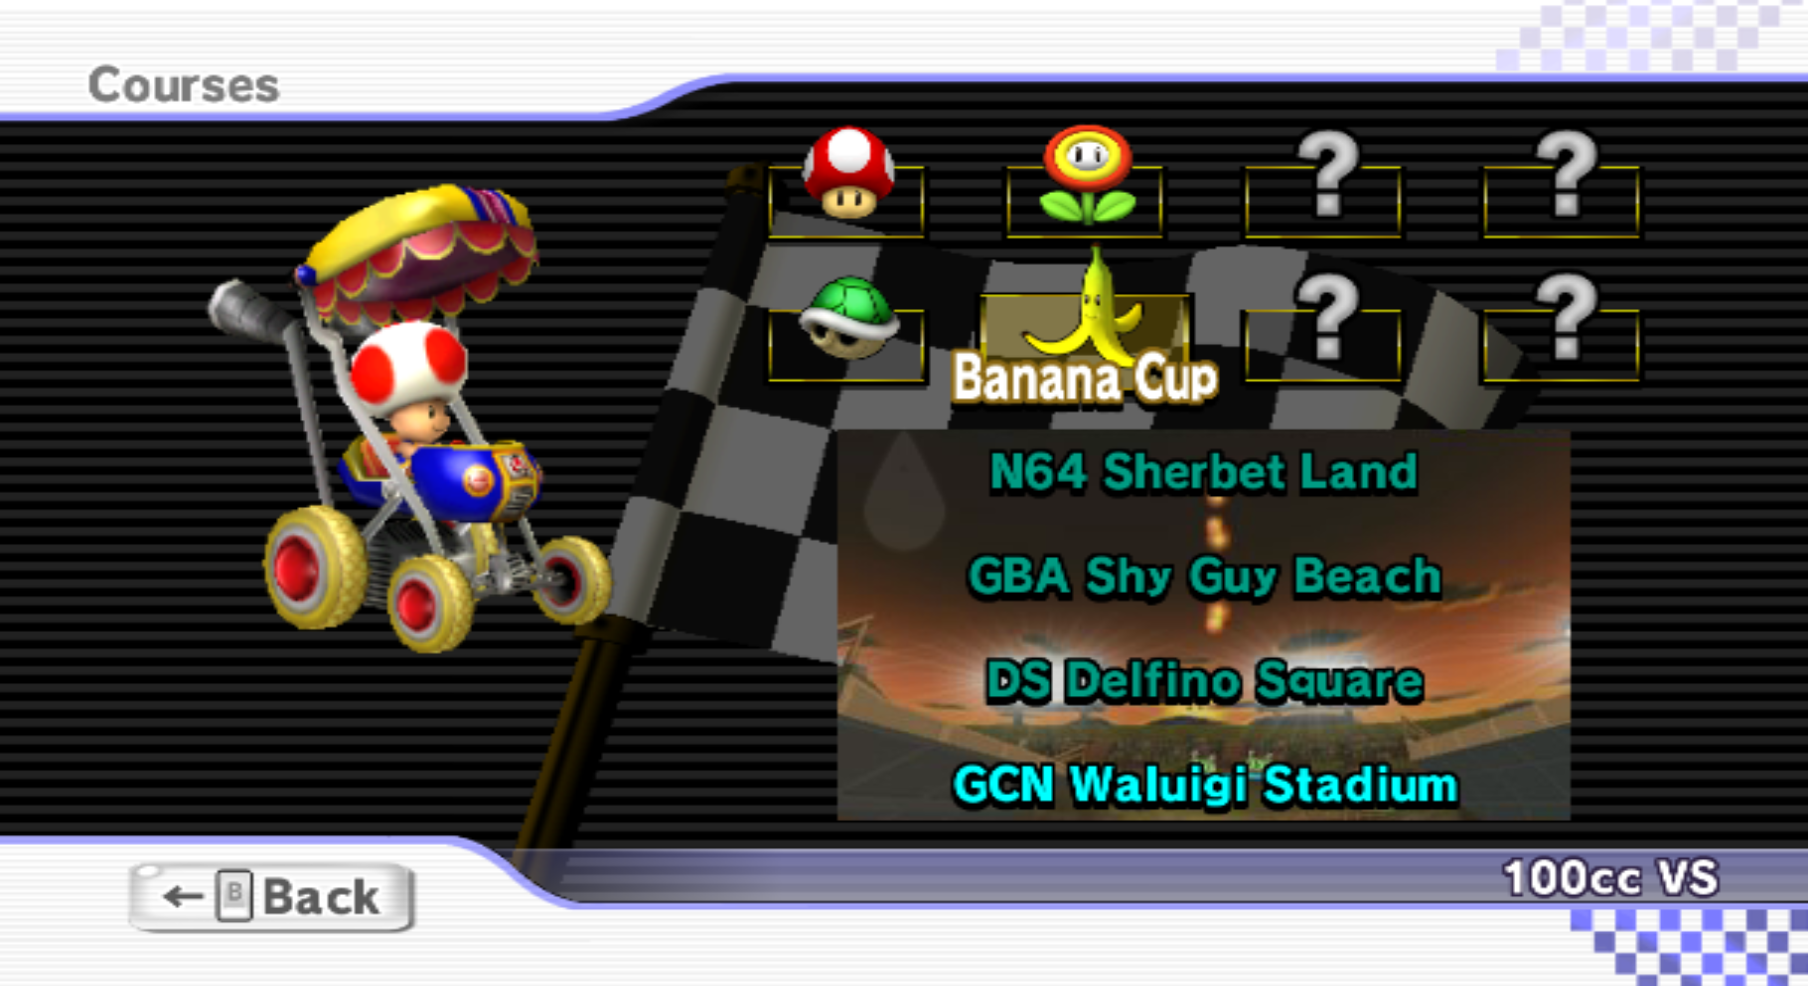 Courses
?
?
?
?
Banana Cup
N64 Sherbet Land
GBA Shy Guy Beach
DS Delfino Square
GCN Waluigi Stadium
100cc VS
← B Back